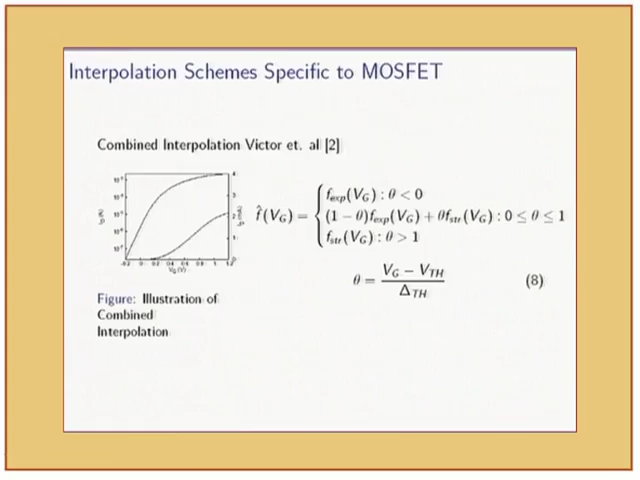 Interpolation Schemes Specific to MOSFET
Combined Interpolation Victor et. al [2]
f̂(V_G) = { f_exp(V_G) : θ < 0
(1 − θ)f_exp(V_G) + θf_str(V_G) : 0 ≤ θ ≤ 1
f_str(V_G) : θ > 1
θ = (V_G − V_TH) / Δ_TH (8)
V_G (V)
Figure: Illustration of
Combined
Interpolation